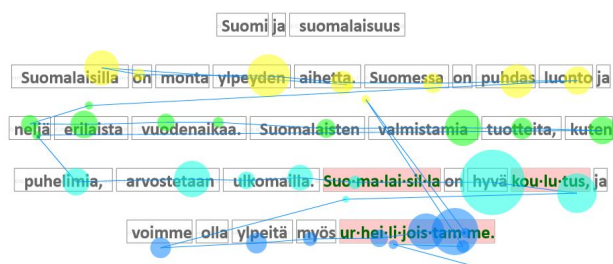 Suomi ja suomalaisuus
Suomalaisilla on monta ylpeyden aihetta. Suomessa on puhdas luonto ja
neljä erilaista vuodenaikaa. Suomalaisten valmistamia tuotteita, kuten
puhelimia, arvostetaan ulkomailla. Suo·ma·lai·sil·la on hyvä kou·lu·tus, ja
voimme olla ylpeitä myös ur·hei·li·jois·tam·me.